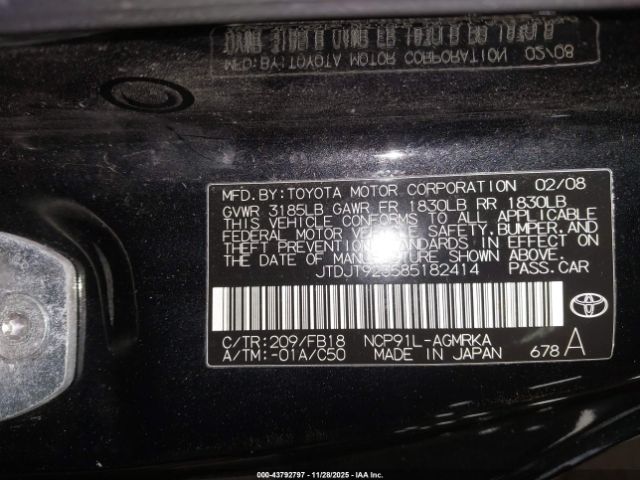 MFD.BY:TOYOTA MOTOR CORPORATION 02/08
GVWR 3185LB GAWR FR 1830LB RR 1830LB
THIS VEHICLE CONFORMS TO ALL APPLICABLE
FEDERAL MOTOR VEHICLE SAFETY,BUMPER,AND
THEFT PREVENTION STANDARDS IN EFFECT ON
THE DATE OF MANUFACTURE SHOWN ABOVE.
JTDJT923585182414 PASS.CAR
C/TR:209/FB18 NCP91L-AGMRKA
A/TM:-01A/C50 MADE IN JAPAN 678 A
TOYOTA
000-43792797 - 11/28/2025 - IAA Inc. Copyright